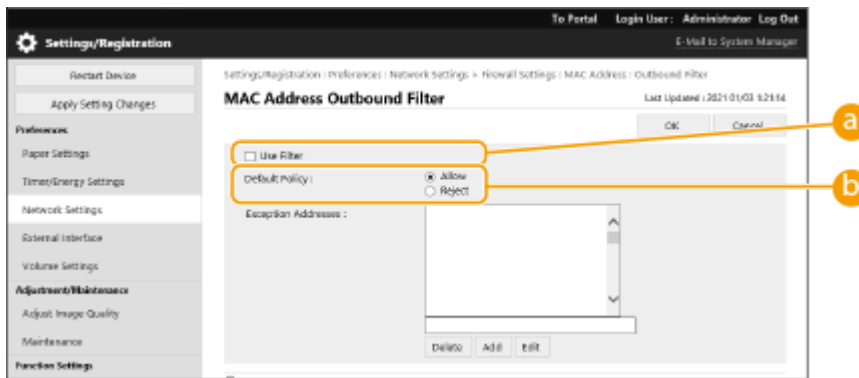 To Portal Login User : Administrator Log Out
Settings/Registration
E-Mail to System Manager
Restart Device
Apply Setting Changes
Preferences
Paper Settings
Timer/Energy Settings
Network Settings
External Interface
Volume Settings
Adjustment/Maintenance
Adjust Image Quality
Maintenance
Function Settings
Settings/Registration : Preferences : Network Settings > Firewall Settings : MAC Address : Outbound Filter
MAC Address Outbound Filter
Last Updated : 2021 01/03 1:21:14
OK Cancel
Use Filter
a
Default Policy :
Allow
Reject
b
Exception Addresses :
Delete Add Edit